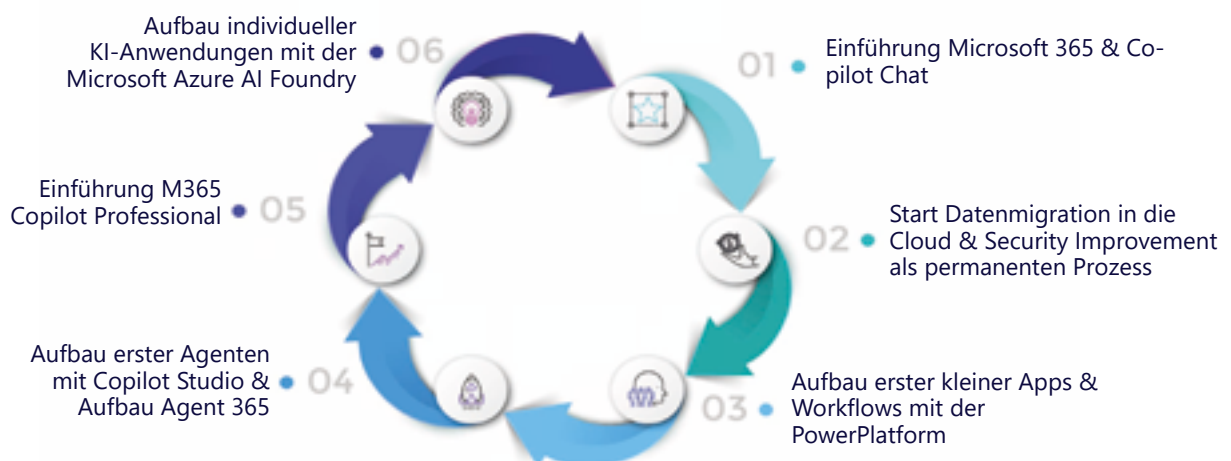 01
Einführung Microsoft 365 & Co-
pilot Chat
02
Start Datenmigration in die
Cloud & Security Improvement
als permanenten Prozess
03
Aufbau erster kleiner Apps &
Workflows mit der
PowerPlatform
04
Aufbau erster Agenten
mit Copilot Studio &
Aufbau Agent 365
05
Einführung M365
Copilot Professional
06
Aufbau individueller
KI-Anwendungen mit der
Microsoft Azure AI Foundry